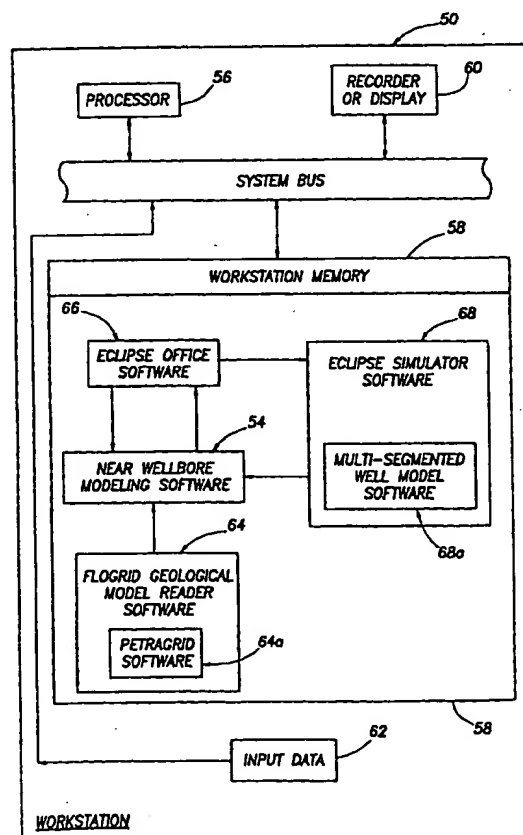 50
PROCESSOR
56
RECORDER
OR DISPLAY
60
SYSTEM BUS
58
WORKSTATION MEMORY
66
ECLIPSE OFFICE
SOFTWARE
68
ECLIPSE SIMULATOR
SOFTWARE
54
NEAR WELLBORE
MODELING SOFTWARE
MULTI-SEGMENTED
WELL MODEL
SOFTWARE
68a
64
FLOGRID GEOLOGICAL
MODEL READER
SOFTWARE
PETRAGRID
SOFTWARE
64a
58
INPUT DATA
62
WORKSTATION